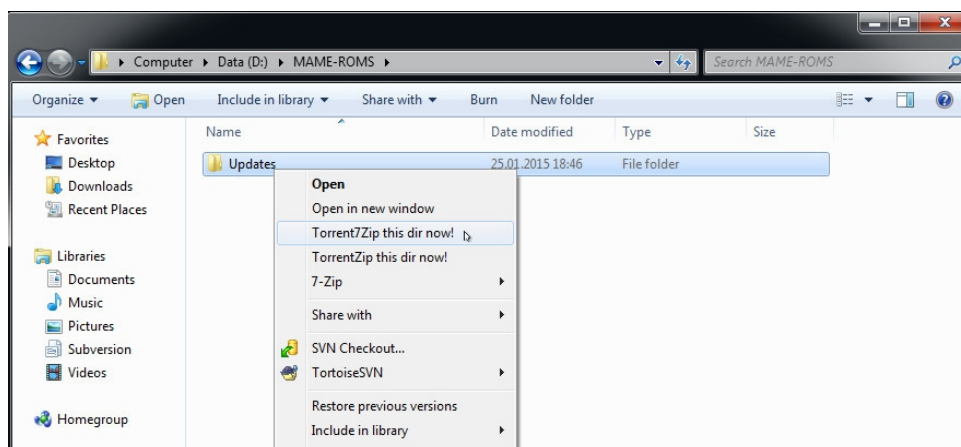 Computer ▸ Data (D:) ▸ MAME-ROMS ▸
Search MAME-ROMS
Organize ▼ Open Include in library ▼ Share with ▼ Burn New folder
Favorites
Desktop
Downloads
Recent Places
Libraries
Documents
Music
Pictures
Subversion
Videos
Homegroup
Name Date modified Type Size
Updates 25.01.2015 18:46 File folder
Open
Open in new window
Torrent7Zip this dir now!
TorrentZip this dir now!
7-Zip
Share with
SVN Checkout...
TortoiseSVN
Restore previous versions
Include in library